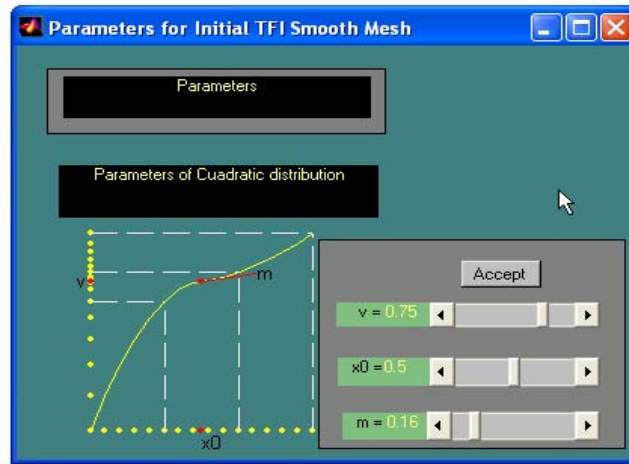 Parameters for Initial TFI Smooth Mesh
Parameters
Parameters of Cuadratic distribution
v
m
x0
Accept
v = 0.75
x0 =0.5
m = 0.16